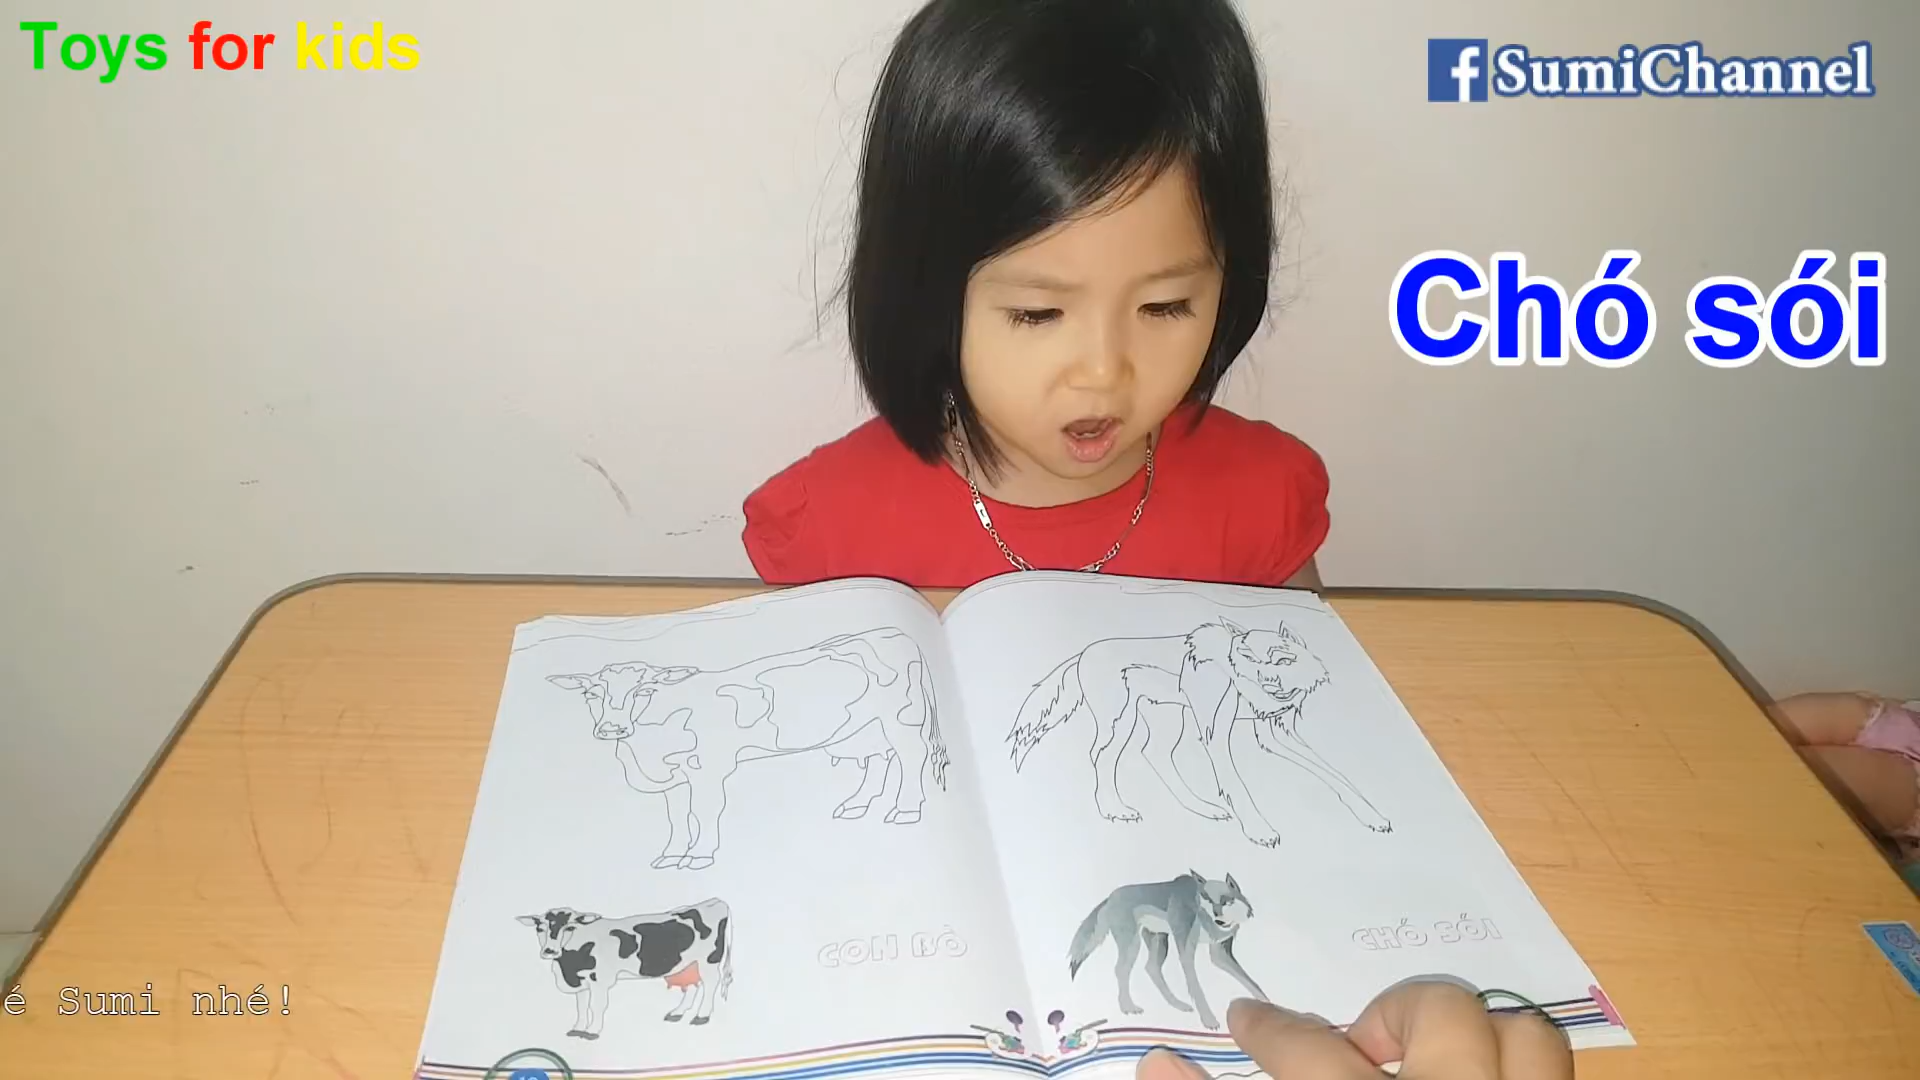 Toys for kids
SumiChannel
Chó sói
CON BÒ
CHÓ SÓI
é Sumi nhé!